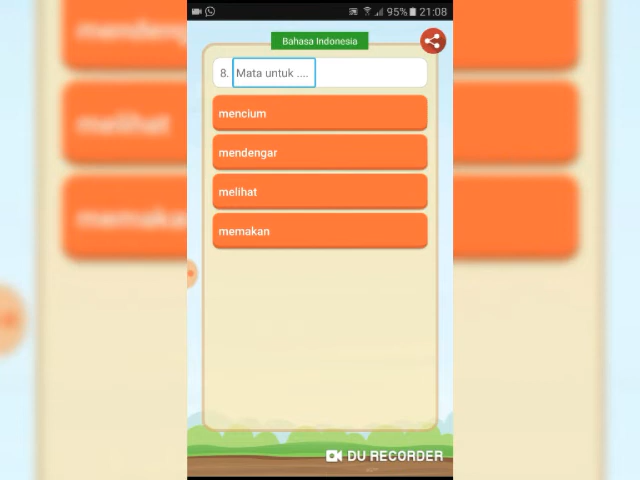 95% 21:08
Bahasa Indonesia
8. Mata untuk ....
mencium
mendengar
melihat
memakan
DU RECORDER